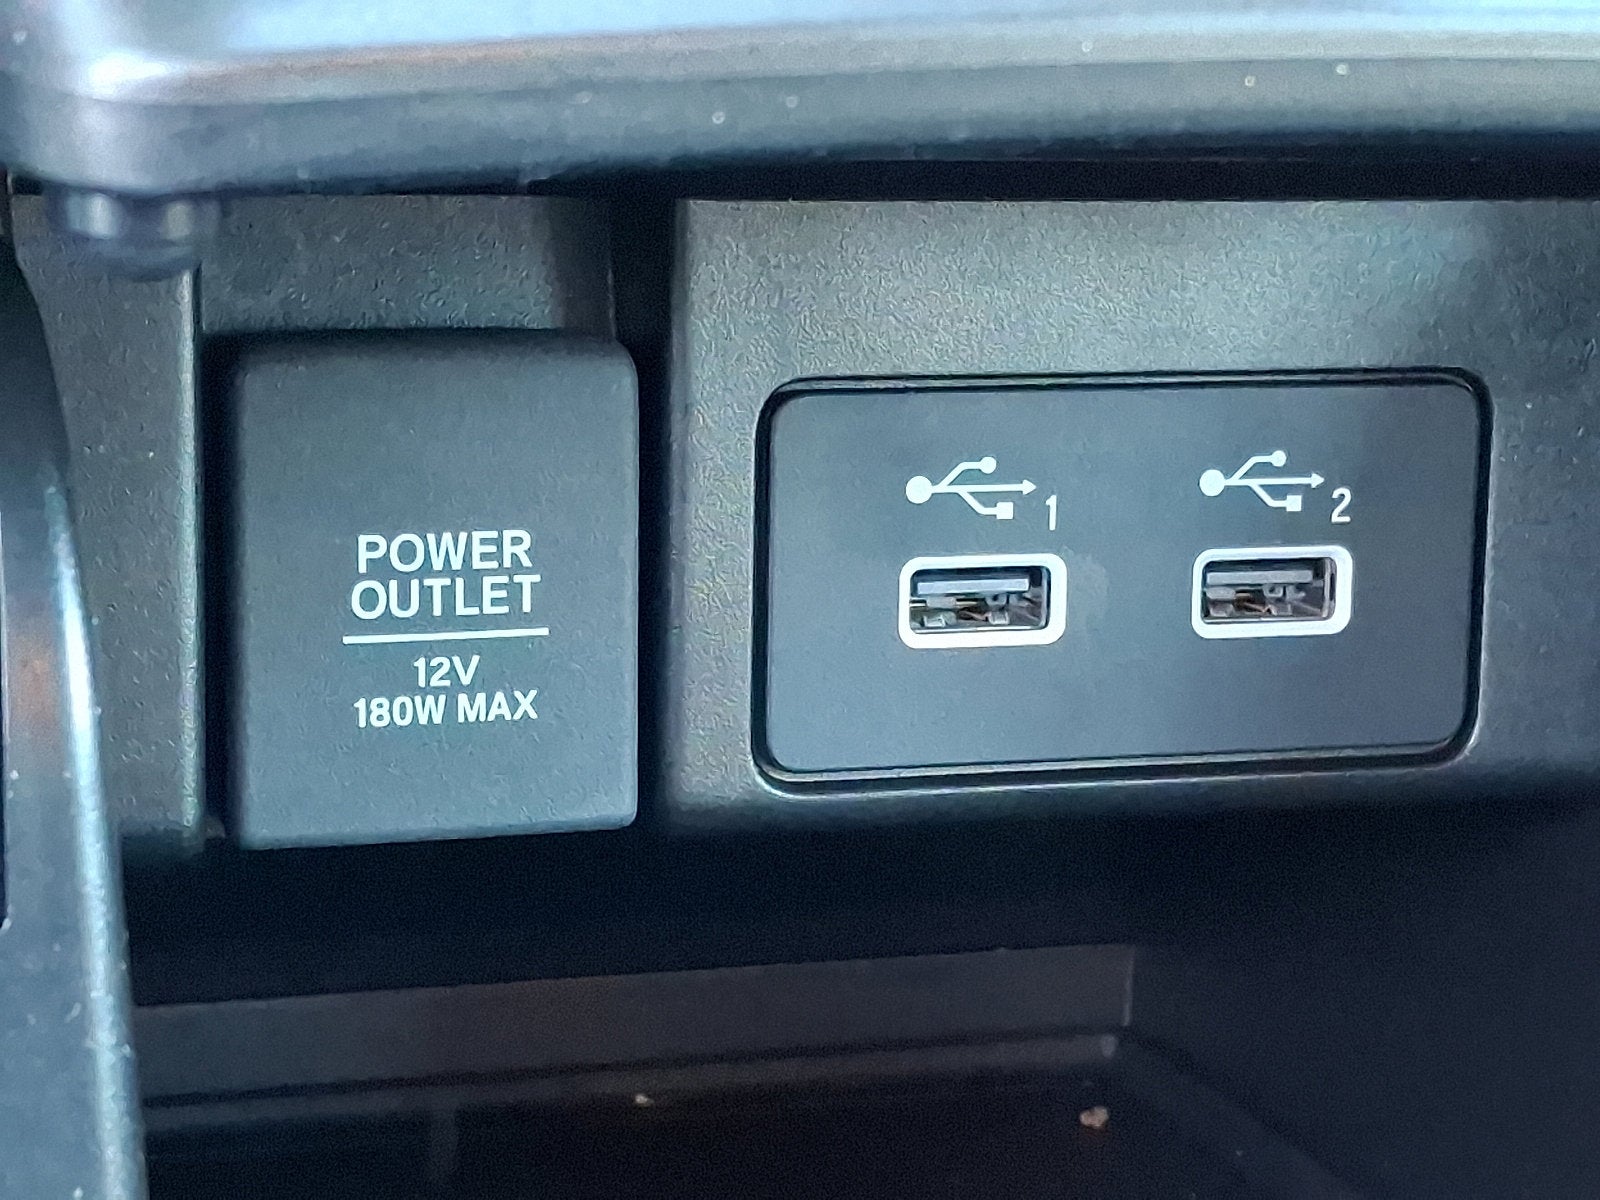 POWER
OUTLET
12V
180W MAX
1
2